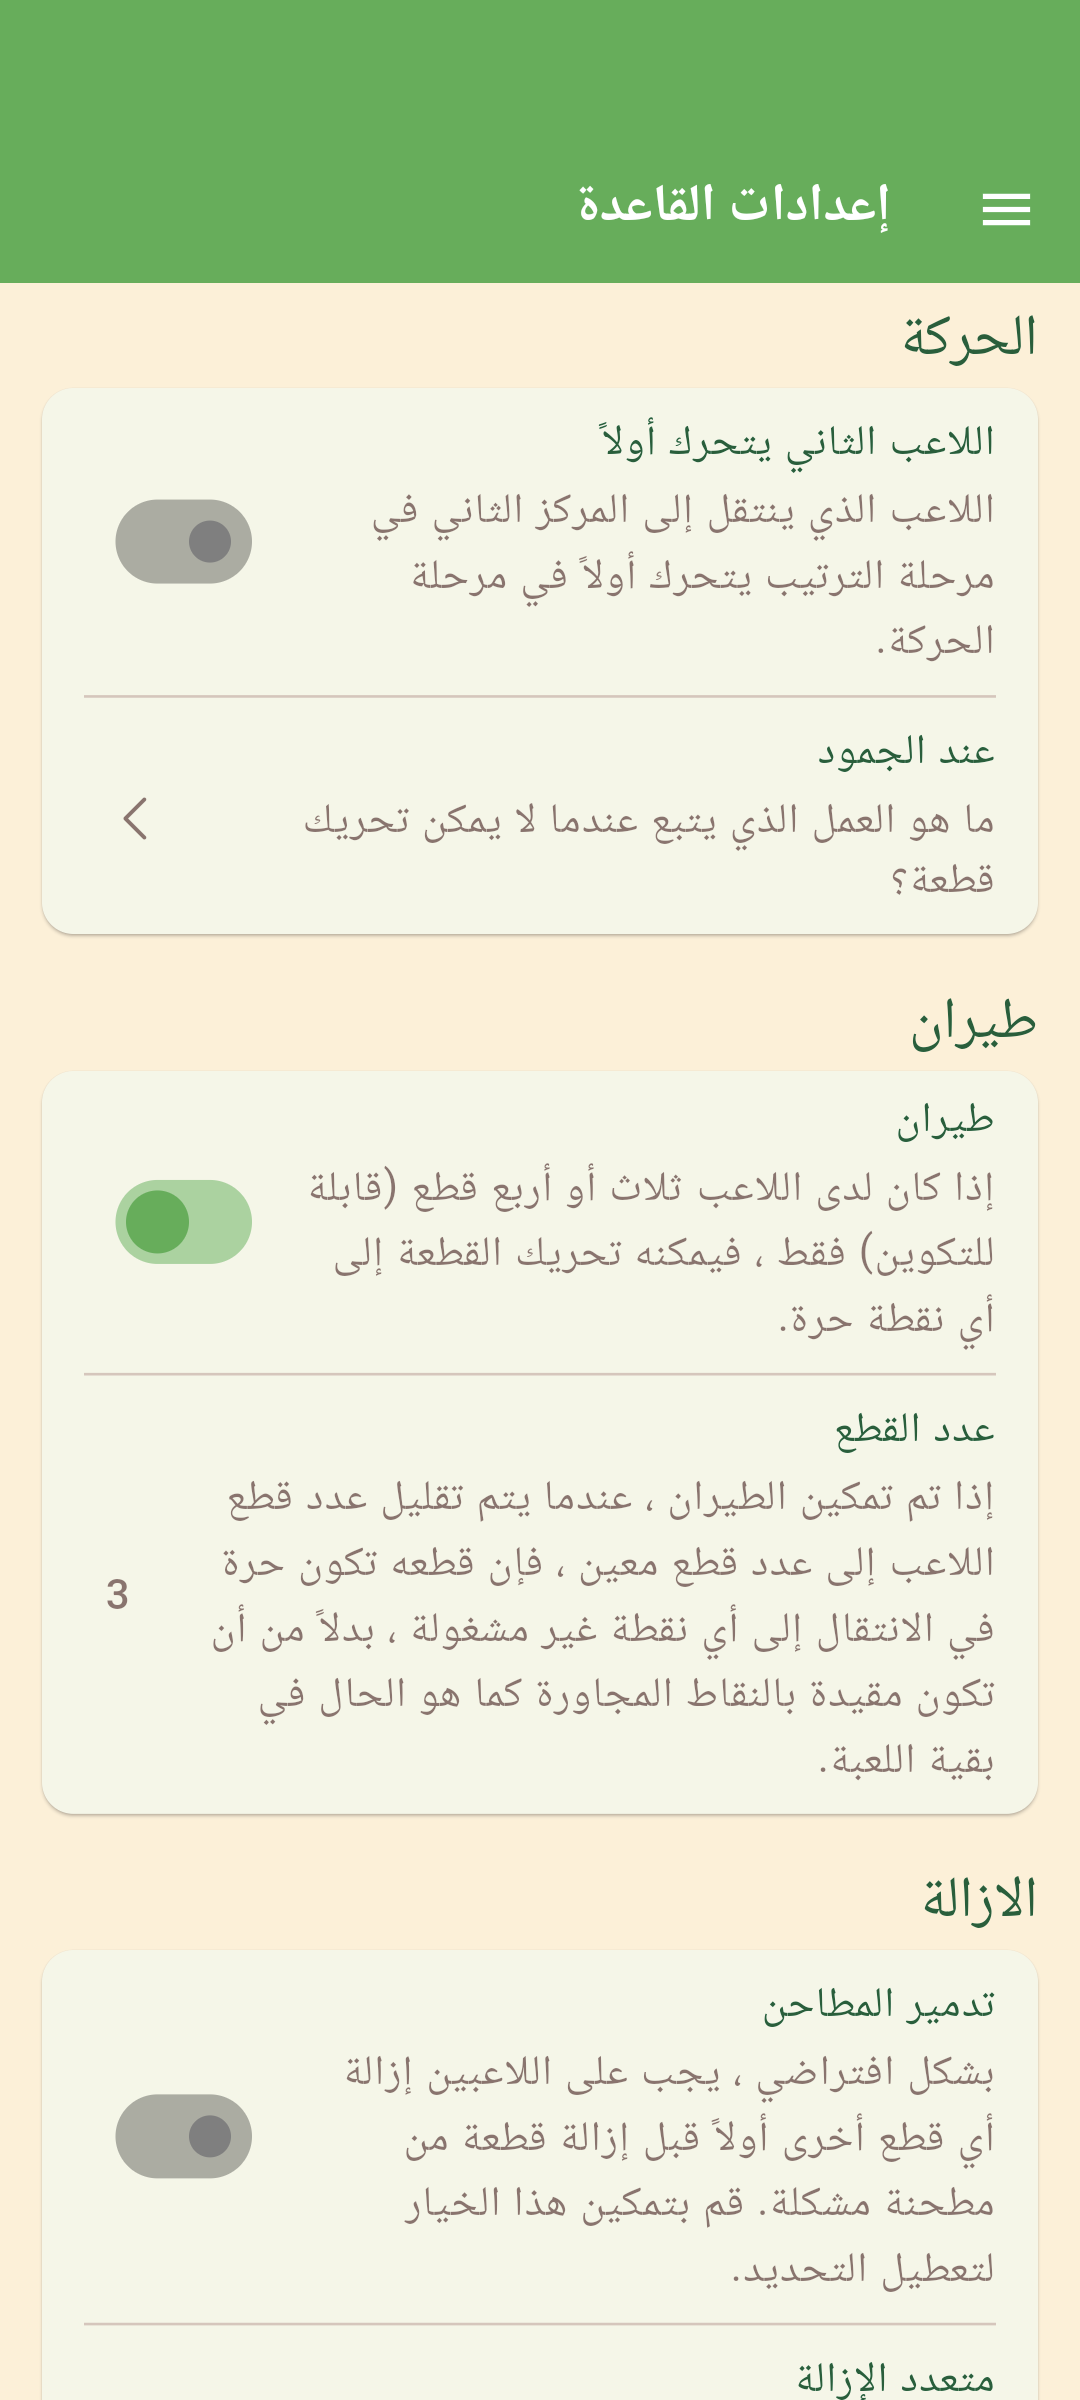 إعدادات القاعدة
الحركة
اللاعب الثاني يتحرك أولاً
اللاعب الذي ينتقل إلى المركز الثاني في
مرحلة الترتيب يتحرك أولاً في مرحلة
الحركة.
عند الجمود
ما هو العمل الذي يتبع عندما لا يمكن تحريك
قطعة؟
طيران
طيران
إذا كان لدى اللاعب ثلاث أو أربع قطع (قابلة
للتكوين) فقط ، فيمكنه تحريك القطعة إلى
أي نقطة حرة.
عدد القطع
إذا تم تمكين الطيران ، عندما يتم تقليل عدد قطع
اللاعب إلى عدد قطع معين ، فإن قطعه تكون حرة
في الانتقال إلى أي نقطة غير مشغولة ، بدلاً من أن
تكون مقيدة بالنقاط المجاورة كما هو الحال في
بقية اللعبة.
3
الازالة
تدمير المطاحن
بشكل افتراضي ، يجب على اللاعبين إزالة
أي قطع أخرى أولاً قبل إزالة قطعة من
مطحنة مشكلة. قم بتمكين هذا الخيار
لتعطيل التحديد.
متعدد الإزالة